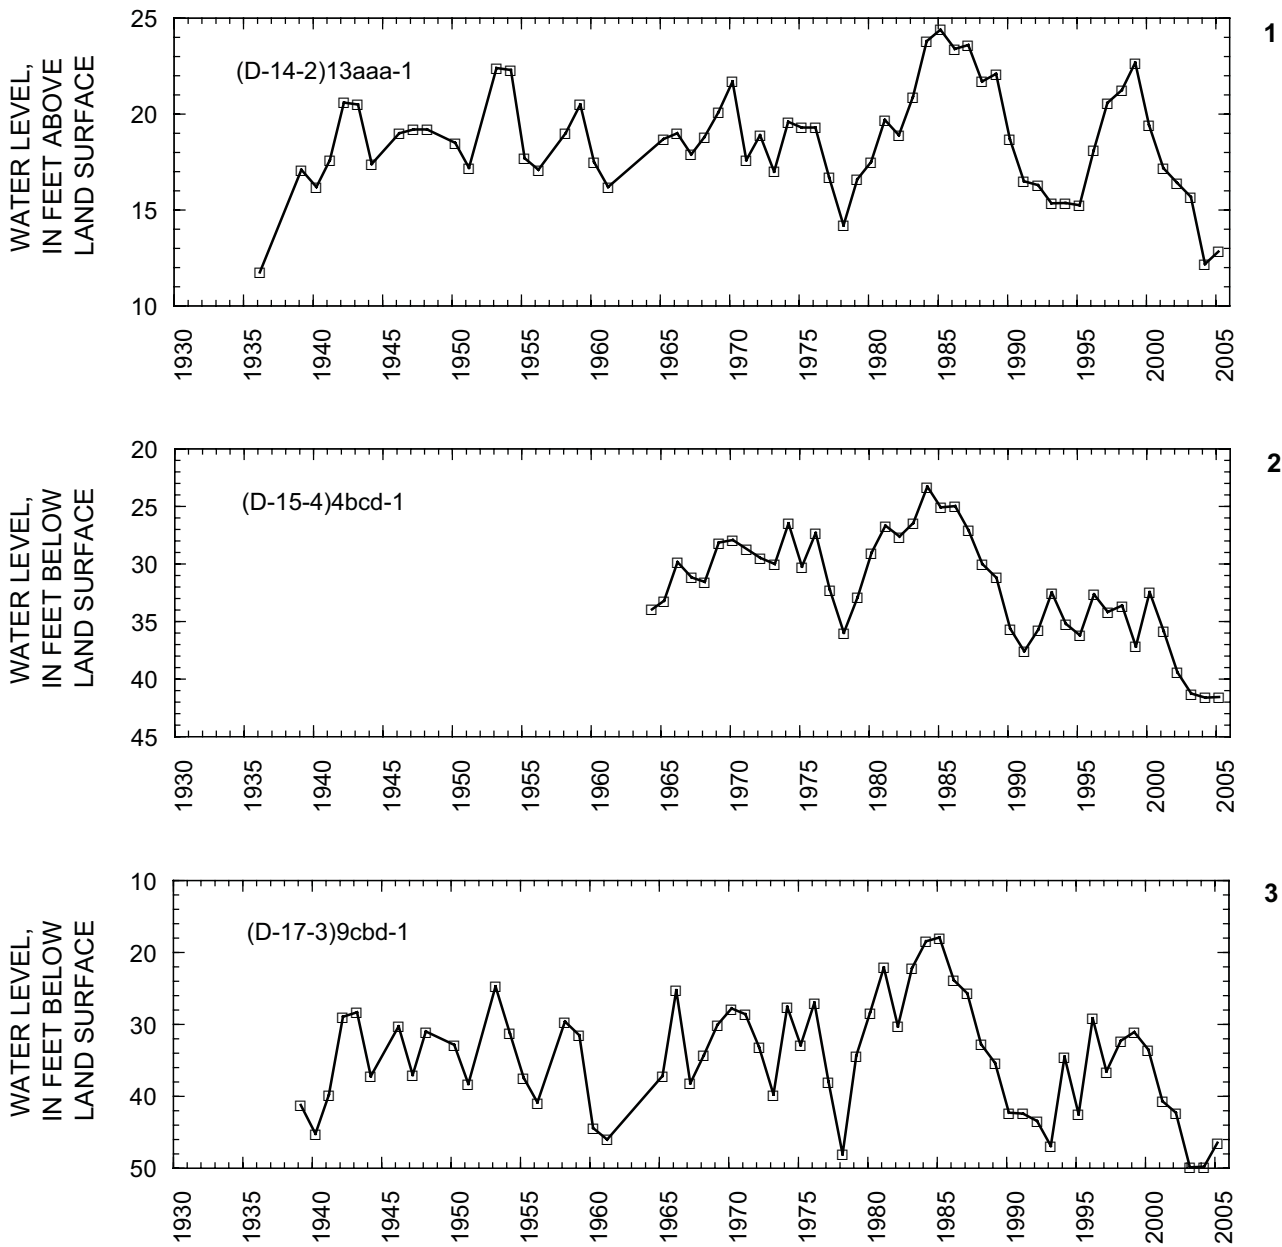 1
WATER LEVEL,
IN FEET ABOVE
LAND SURFACE
25
20
15
10
(D-14-2)13aaa-1
1930 1935 1940 1945 1950 1955 1960 1965 1970 1975 1980 1985 1990 1995 2000 2005
2
WATER LEVEL,
IN FEET BELOW
LAND SURFACE
20
25
30
35
40
45
(D-15-4)4bcd-1
1930 1935 1940 1945 1950 1955 1960 1965 1970 1975 1980 1985 1990 1995 2000 2005
3
WATER LEVEL,
IN FEET BELOW
LAND SURFACE
10
20
30
40
50
(D-17-3)9cbd-1
1930 1935 1940 1945 1950 1955 1960 1965 1970 1975 1980 1985 1990 1995 2000 2005